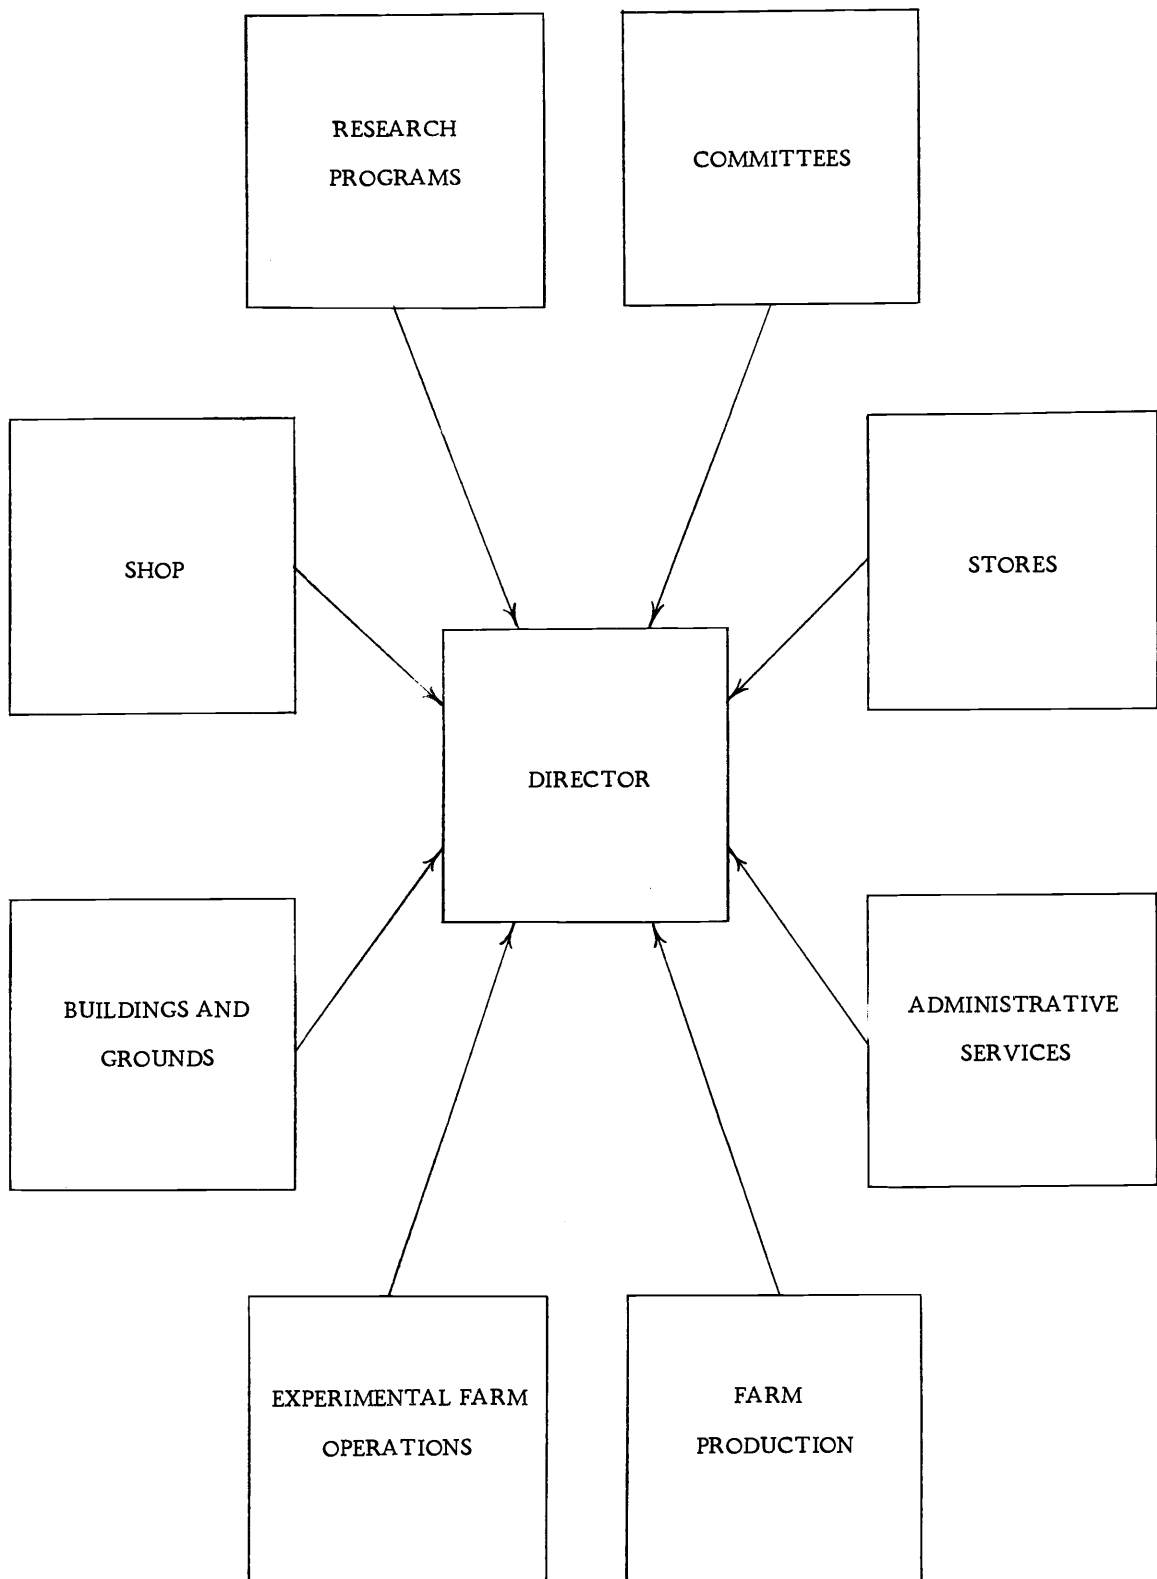 RESEARCH
PROGRAMS
COMMITTEES
SHOP
STORES
DIRECTOR
BUILDINGS AND
GROUNDS
ADMINISTRATIVE
SERVICES
EXPERIMENTAL FARM
OPERATIONS
FARM
PRODUCTION